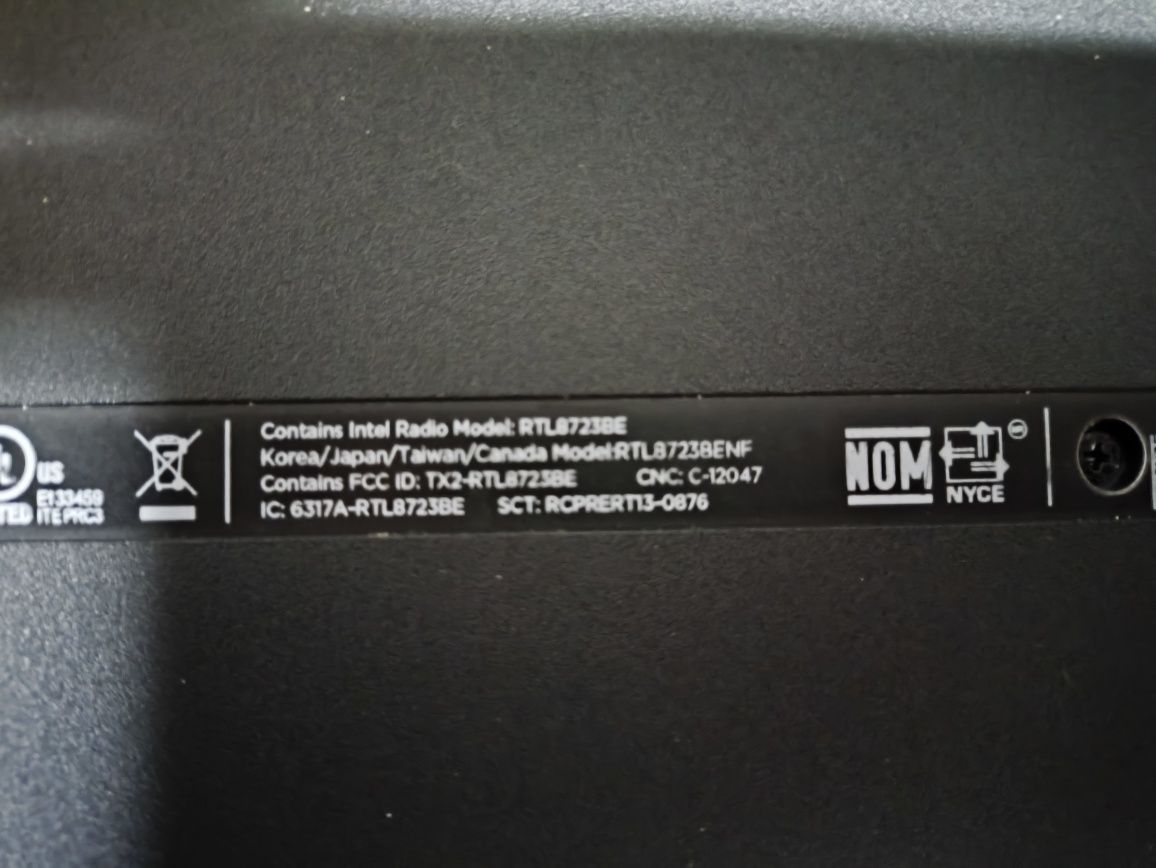 US
E133459
ITE PRC3
Contains Intel Radio Model: RTL8723BE
Korea/Japan/Taiwan/Canada Model:RTL8723BENF
Contains FCC ID: TX2-RTL8723BE CNC: C-12047
IC: 6317A-RTL8723BE SCT: RCPRERT13-0876
NOM
NYCE